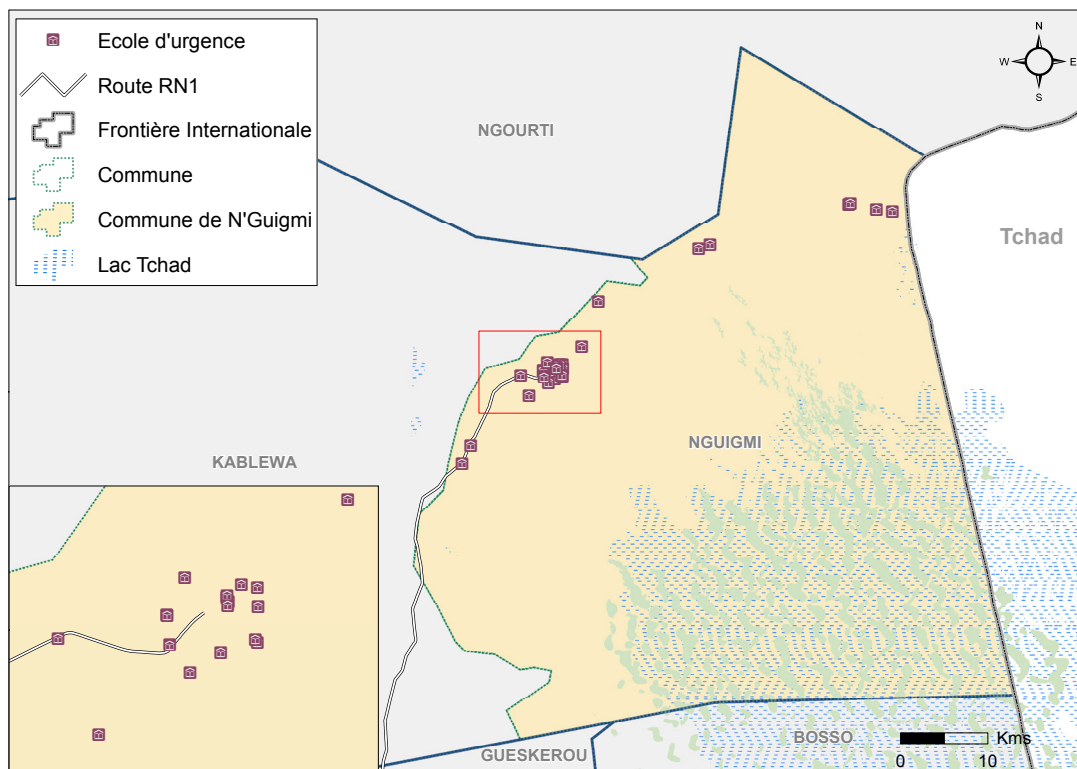 Ecole d'urgence
Route RN1
Frontière Internationale
Commune
Commune de N'Guigmi
Lac Tchad
N
W
E
S
NGOURTI
Tchad
NGUIGMI
KABLEWA
BOSSO
GUESKEROU
Kms
0
10